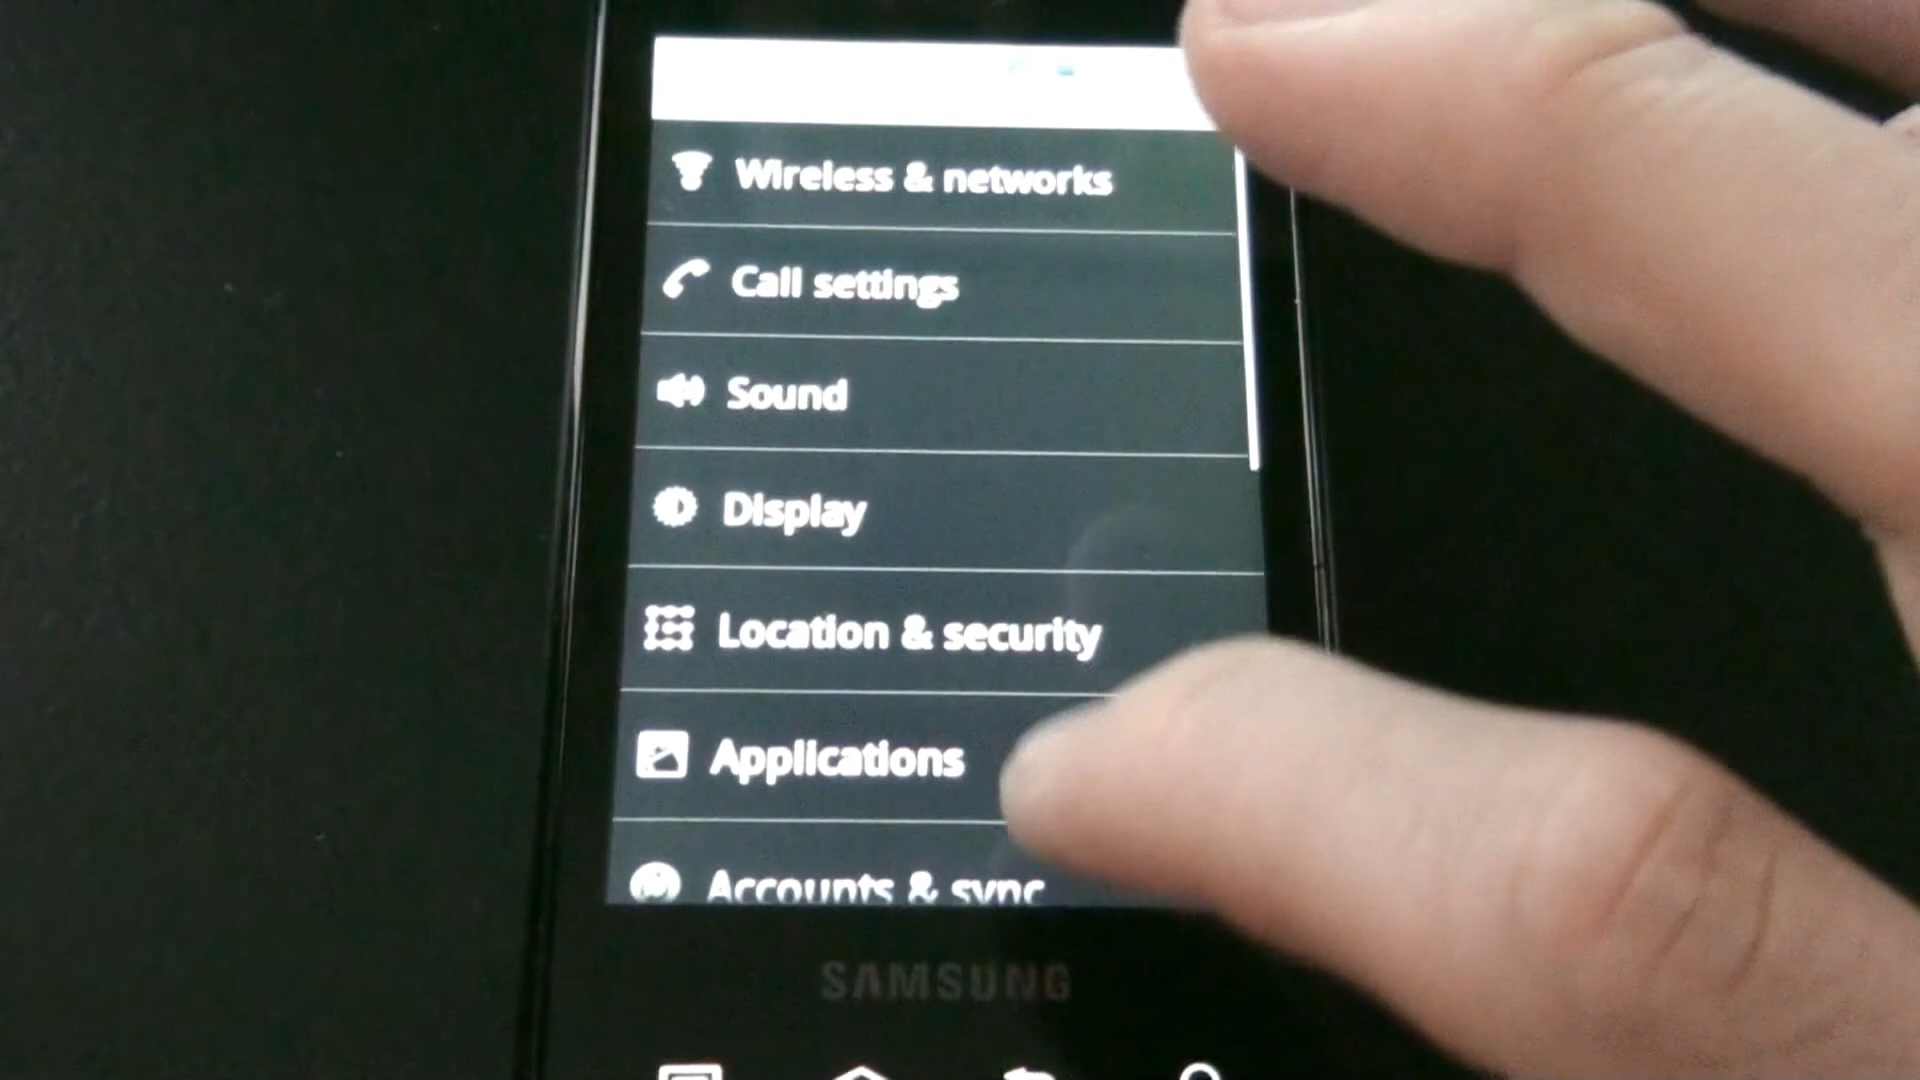 Wireless & networks
Call settings
Sound
Display
Location & security
Applications
Accounts & sync
SAMSUNG